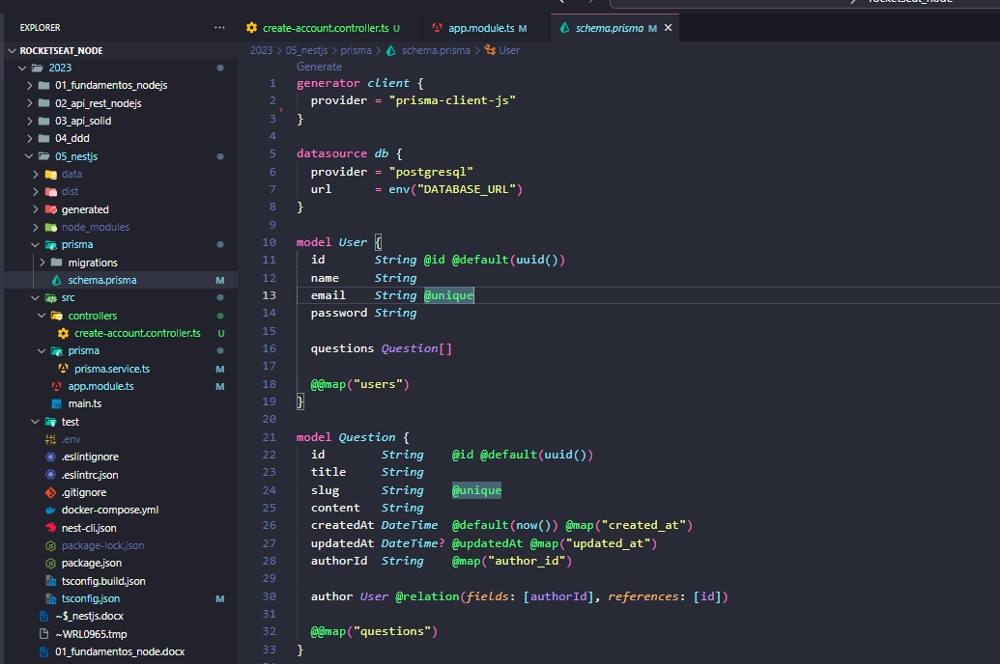 rocketseat_node
EXPLORER ...
ROCKETSEAT_NODE
2023
01_fundamentos_nodejs
02_api_rest_nodejs
03_api_solid
04_ddd
05_nestjs
data
dist
generated
node_modules
prisma
migrations
schema.prisma M
src
controllers
create-account.controller.ts U
prisma
prisma.service.ts M
app.module.ts M
main.ts
test
.env
.eslintignore
.eslintrc.json
.gitignore
docker-compose.yml
nest-cli.json
package-lock.json
package.json
tsconfig.build.json
tsconfig.json M
~$_nestjs.docx
~WRL0965.tmp
01_fundamentos_node.docx
create-account.controller.ts U app.module.ts M schema.prisma M
2023 > 05_nestjs > prisma > schema.prisma > User
Generate
1 generator client {
2 provider = "prisma-client-js"
3 }
4
5 datasource db {
6 provider = "postgresql"
7 url      = env("DATABASE_URL")
8 }
9
10 model User {
11 id       String @id @default(uuid())
12 name     String
13 email    String @unique
14 password String
15
16 questions Question[]
17
18 @@map("users")
19 }
20
21 model Question {
22 id        String    @id @default(uuid())
23 title     String
24 slug      String    @unique
25 content   String
26 createdAt DateTime  @default(now()) @map("created_at")
27 updatedAt DateTime? @updatedAt @map("updated_at")
28 authorId  String    @map("author_id")
29
30 author User @relation(fields: [authorId], references: [id])
31
32 @@map("questions")
33 }